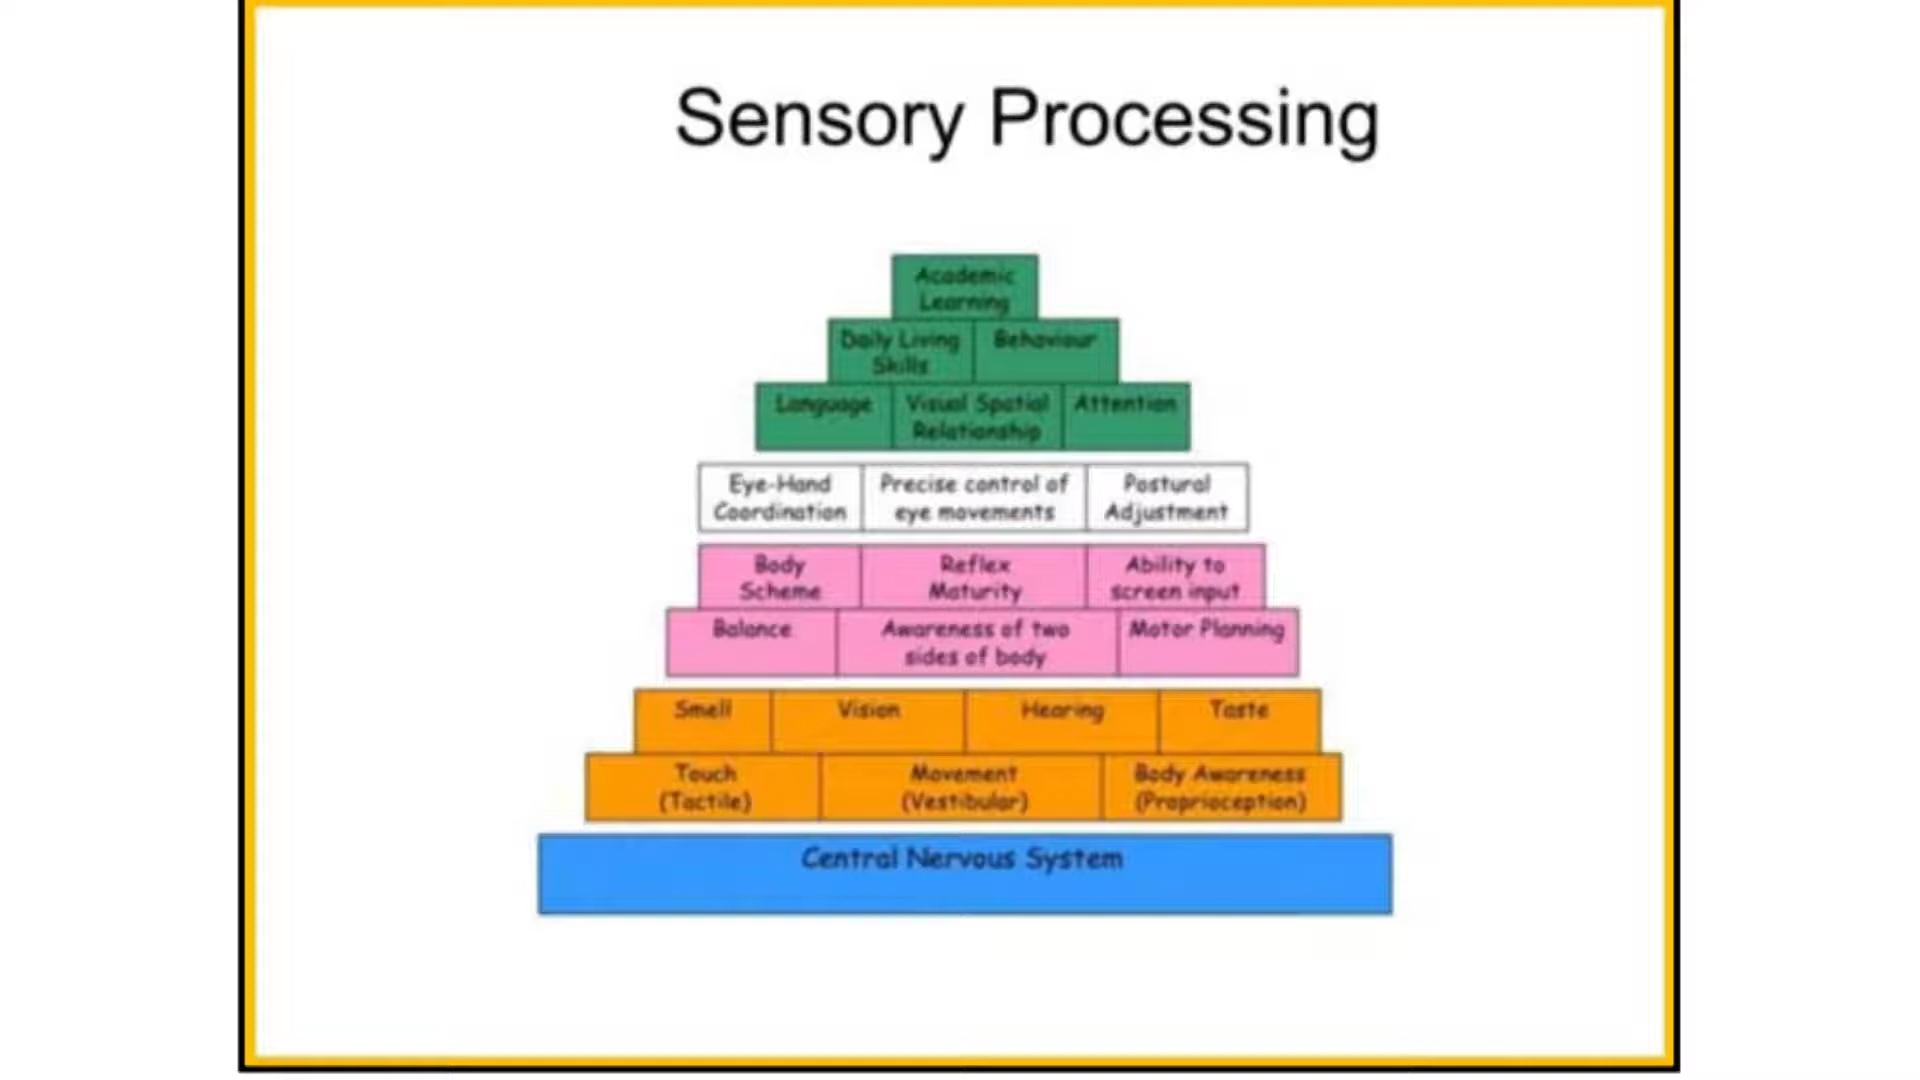 Sensory Processing
Academic
Learning
Daily Living
Skills
Behaviour
Language
Visual Spatial
Relationship
Attention
Eye-Hand
Coordination
Precise control of
eye movements
Postural
Adjustment
Body
Scheme
Reflex
Maturity
Ability to
screen input
Balance
Awareness of two
sides of body
Motor Planning
Smell
Vision
Hearing
Taste
Touch
(Tactile)
Movement
(Vestibular)
Body Awareness
(Proprioception)
Central Nervous System